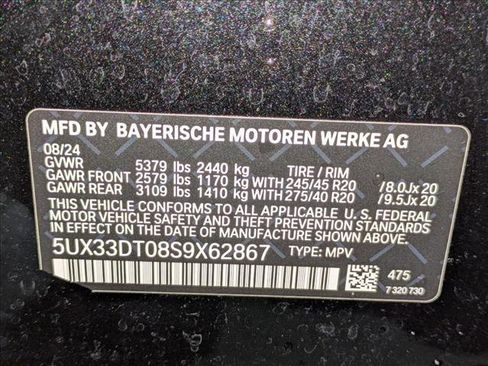 MFD BY BAYERISCHE MOTOREN WERKE AG
08/24
GVWR 5379 lbs 2440 kg TIRE / RIM
GAWR FRONT 2579 lbs 1170 kg WITH 245/45 R20 /8.0Jx20
GAWR REAR 3109 lbs 1410 kg WITH 275/40 R20 /9.5Jx20
THIS VEHICLE CONFORMS TO ALL APPLICABLE U. S. FEDERAL
MOTOR VEHICLE SAFETY AND THEFT PREVENTION STANDARDS
IN EFFECT ON THE DATE OF MANUFACTURE SHOWN ABOVE.
5UX33DT08S9X62867 TYPE: MPV
475
7 320 730